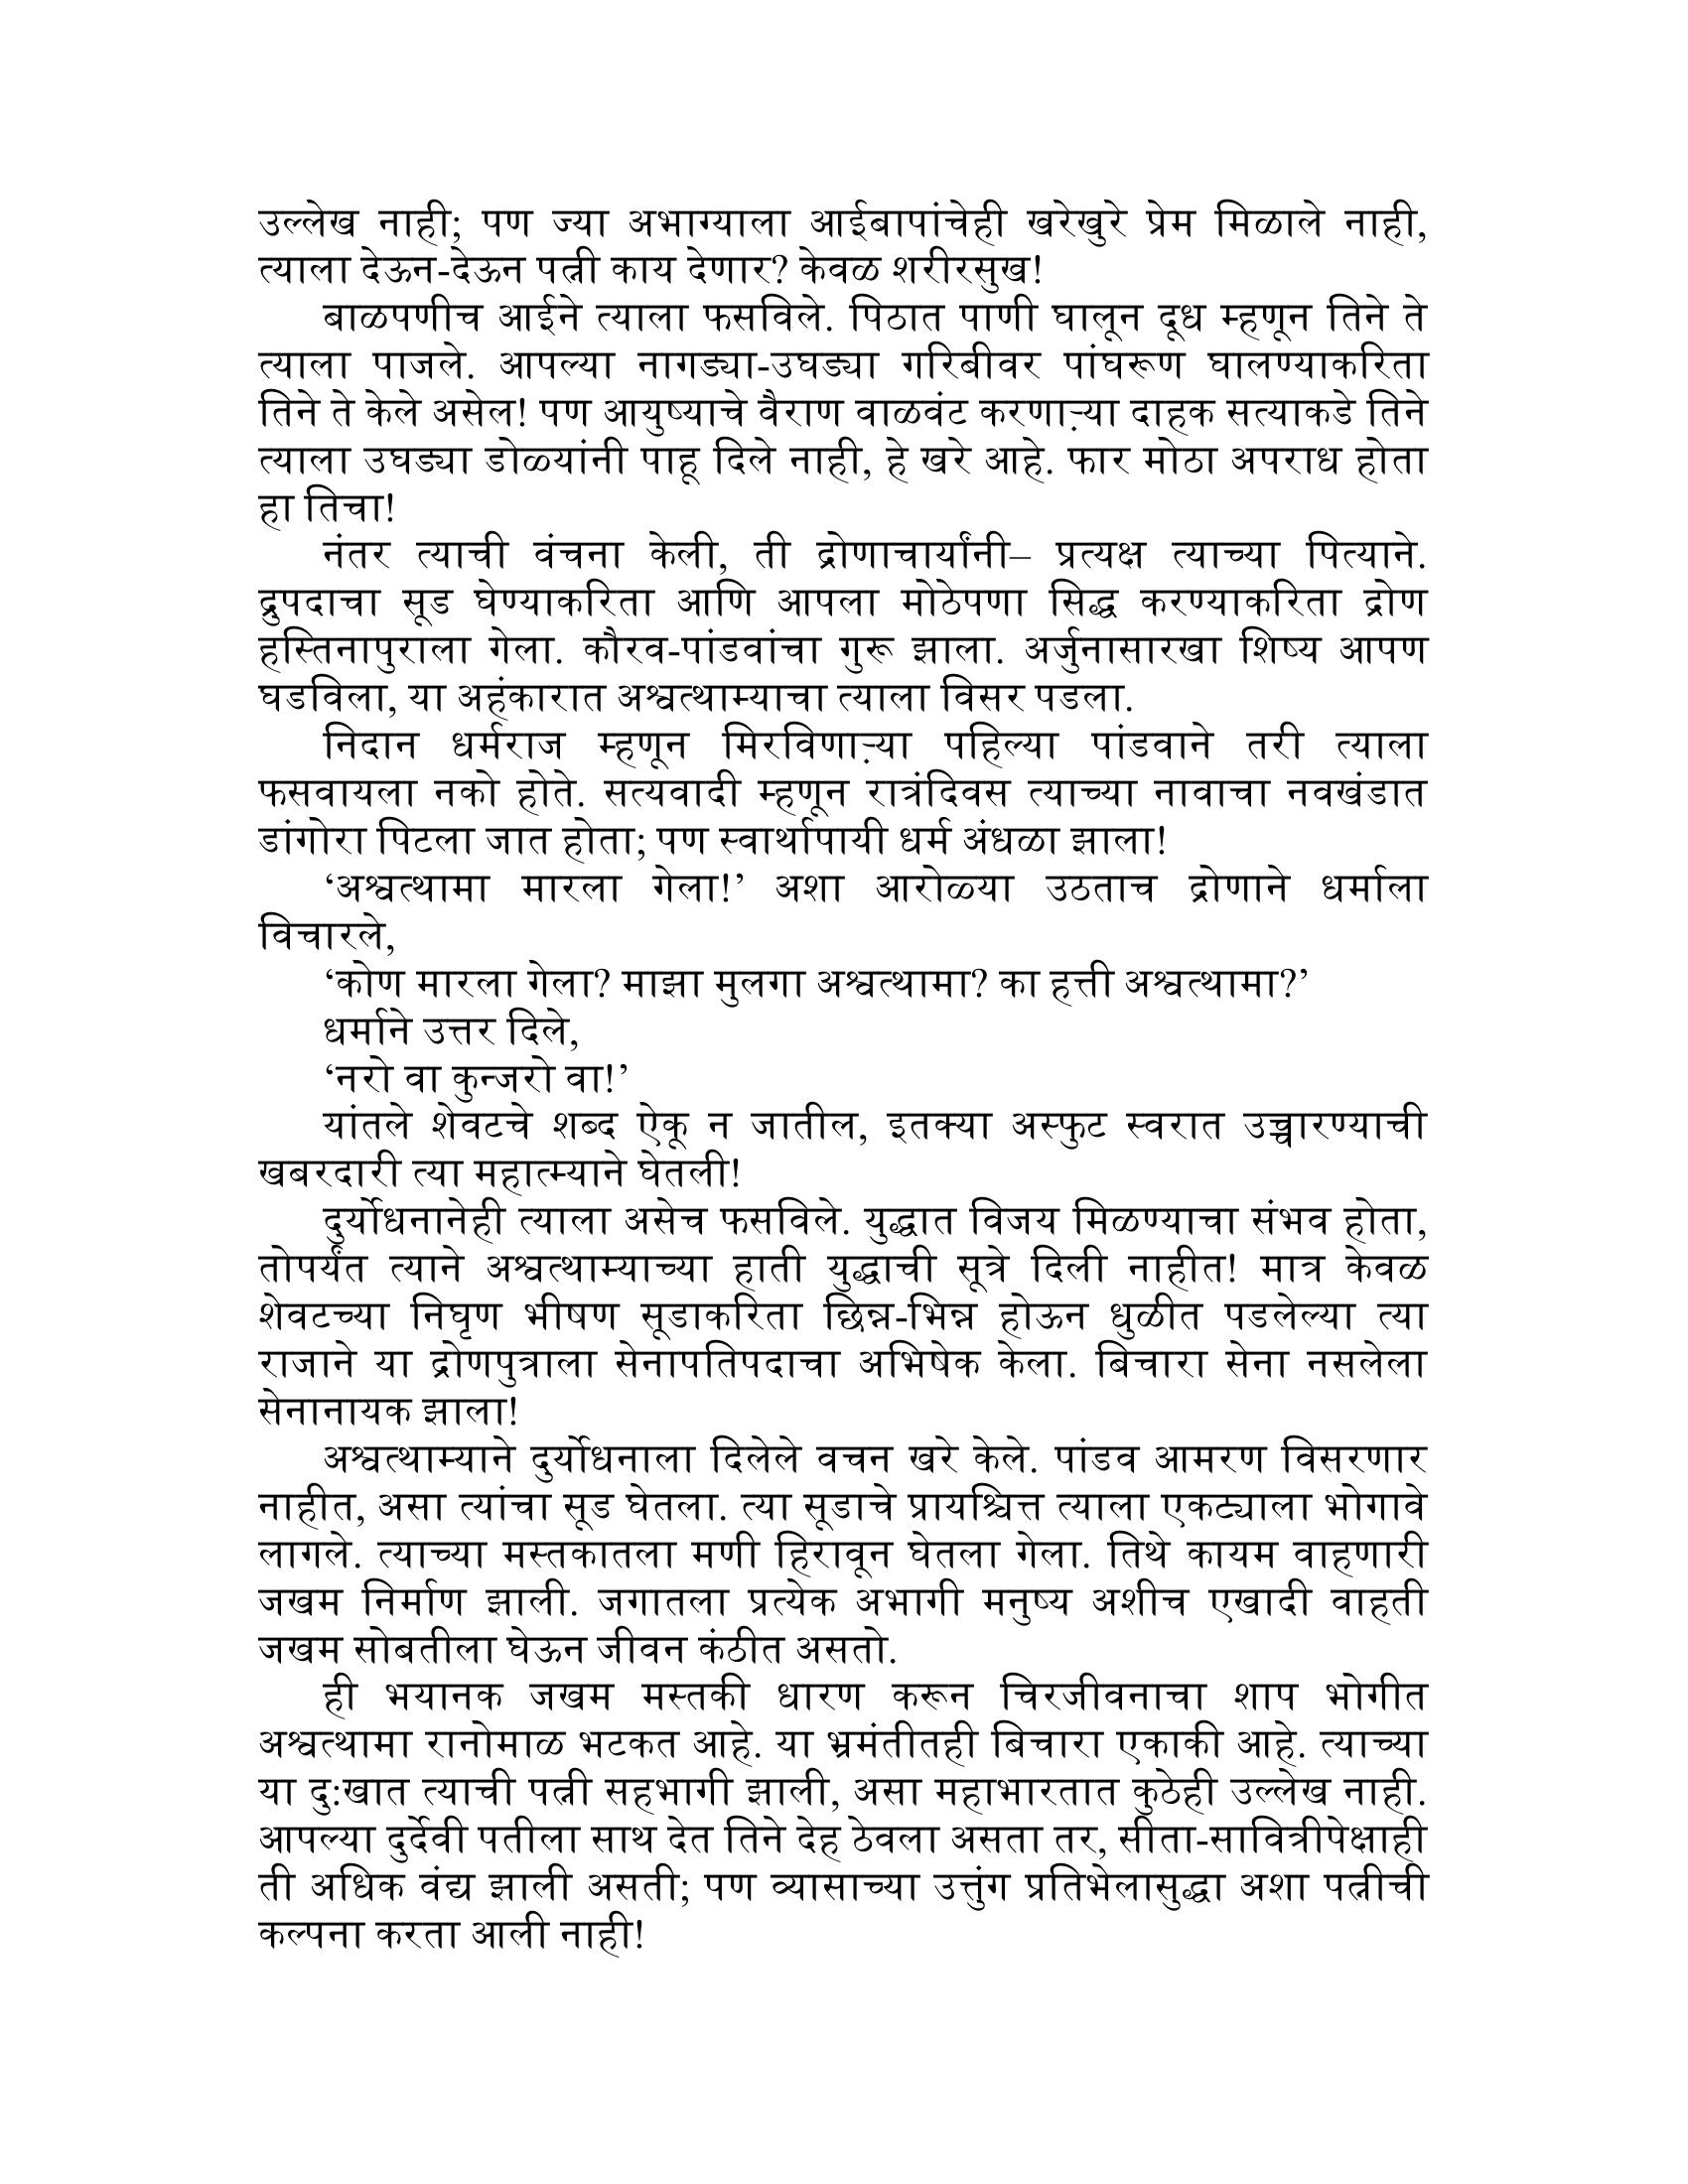 उल्लेख नाही; पण ज्या अभाग्याला आईबापांचेही खरेखुरे प्रेम मिळाले नाही,
त्याला देऊन-देऊन पत्नी काय देणार? केवळ शरीरसुख!
बाळपणीच आईने त्याला फसविले. पिठात पाणी घालून दूध म्हणून तिने ते
त्याला पाजले. आपल्या नागड्या-उघड्या गरिबीवर पांघरूण घालण्याकरिता
तिने ते केले असेल! पण आयुष्याचे वैराण वाळवंट करणाऱ्या दाहक सत्याकडे तिने
त्याला उघड्या डोळ्यांनी पाहू दिले नाही, हे खरे आहे. फार मोठा अपराध होता
हा तिचा!
नंतर त्याची वंचना केली, ती द्रोणाचार्यांनी– प्रत्यक्ष त्याच्या पित्याने.
द्रुपदाचा सूड घेण्याकरिता आणि आपला मोठेपणा सिद्ध करण्याकरिता द्रोण
हस्तिनापुराला गेला. कौरव-पांडवांचा गुरू झाला. अर्जुनासारखा शिष्य आपण
घडविला, या अहंकारात अश्वत्थाम्याचा त्याला विसर पडला.
निदान धर्मराज म्हणून मिरविणाऱ्या पहिल्या पांडवाने तरी त्याला
फसवायला नको होते. सत्यवादी म्हणून रात्रंदिवस त्याच्या नावाचा नवखंडात
डांगोरा पिटला जात होता; पण स्वार्थापायी धर्म अंधळा झाला!
‘अश्वत्थामा मारला गेला!’ अशा आरोळ्या उठताच द्रोणाने धर्माला
विचारले,
‘कोण मारला गेला? माझा मुलगा अश्वत्थामा? का हत्ती अश्वत्थामा?’
धर्माने उत्तर दिले,
‘नरो वा कुन्जरो वा!’
यांतले शेवटचे शब्द ऐकू न जातील, इतक्या अस्फुट स्वरात उच्चारण्याची
खबरदारी त्या महात्म्याने घेतली!
दुर्योधनानेही त्याला असेच फसविले. युद्धात विजय मिळण्याचा संभव होता,
तोपर्यंत त्याने अश्वत्थाम्याच्या हाती युद्धाची सूत्रे दिली नाहीत! मात्र केवळ
शेवटच्या निघृण भीषण सूडाकरिता छिन्न-भिन्न होऊन धुळीत पडलेल्या त्या
राजाने या द्रोणपुत्राला सेनापतिपदाचा अभिषेक केला. बिचारा सेना नसलेला
सेनानायक झाला!
अश्वत्थाम्याने दुर्योधनाला दिलेले वचन खरे केले. पांडव आमरण विसरणार
नाहीत, असा त्यांचा सूड घेतला. त्या सूडाचे प्रायश्चित्त त्याला एकट्याला भोगावे
लागले. त्याच्या मस्तकातला मणी हिरावून घेतला गेला. तिथे कायम वाहणारी
जखम निर्माण झाली. जगातला प्रत्येक अभागी मनुष्य अशीच एखादी वाहती
जखम सोबतीला घेऊन जीवन कंठीत असतो.
ही भयानक जखम मस्तकी धारण करून चिरजीवनाचा शाप भोगीत
अश्वत्थामा रानोमाळ भटकत आहे. या भ्रमंतीतही बिचारा एकाकी आहे. त्याच्या
या दु:खात त्याची पत्नी सहभागी झाली, असा महाभारतात कुठेही उल्लेख नाही.
आपल्या दुर्देवी पतीला साथ देत तिने देह ठेवला असता तर, सीता-सावित्रीपेक्षाही
ती अधिक वंद्य झाली असती; पण व्यासाच्या उत्तुंग प्रतिभेलासुद्धा अशा पत्नीची
कल्पना करता आली नाही!